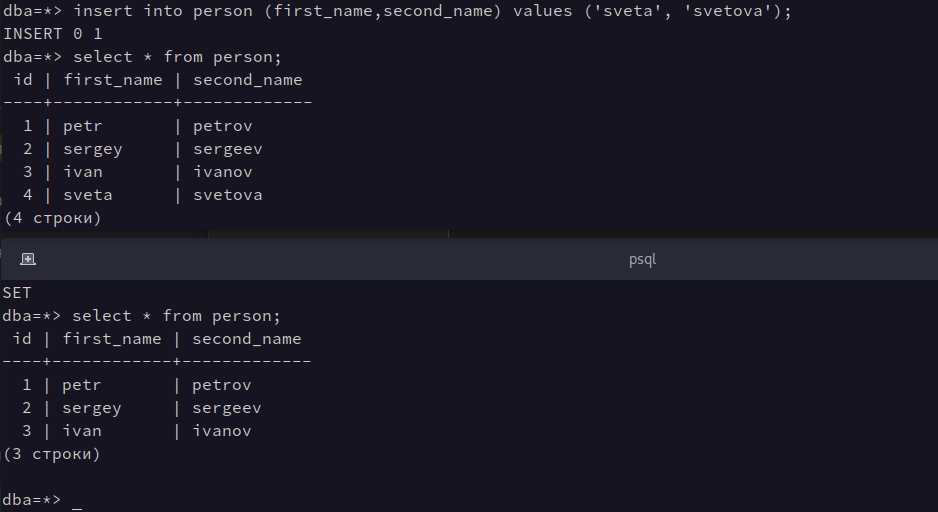 dba=*> insert into person (first_name,second_name) values ('sveta', 'svetova');
INSERT 0 1
dba=*> select * from person;
 id | first_name | second_name
----+------------+-------------
  1 | petr       | petrov
  2 | sergey     | sergeev
  3 | ivan       | ivanov
  4 | sveta      | svetova
(4 строки)
psql
SET
dba=*> select * from person;
 id | first_name | second_name
----+------------+-------------
  1 | petr       | petrov
  2 | sergey     | sergeev
  3 | ivan       | ivanov
(3 строки)
dba=*> _